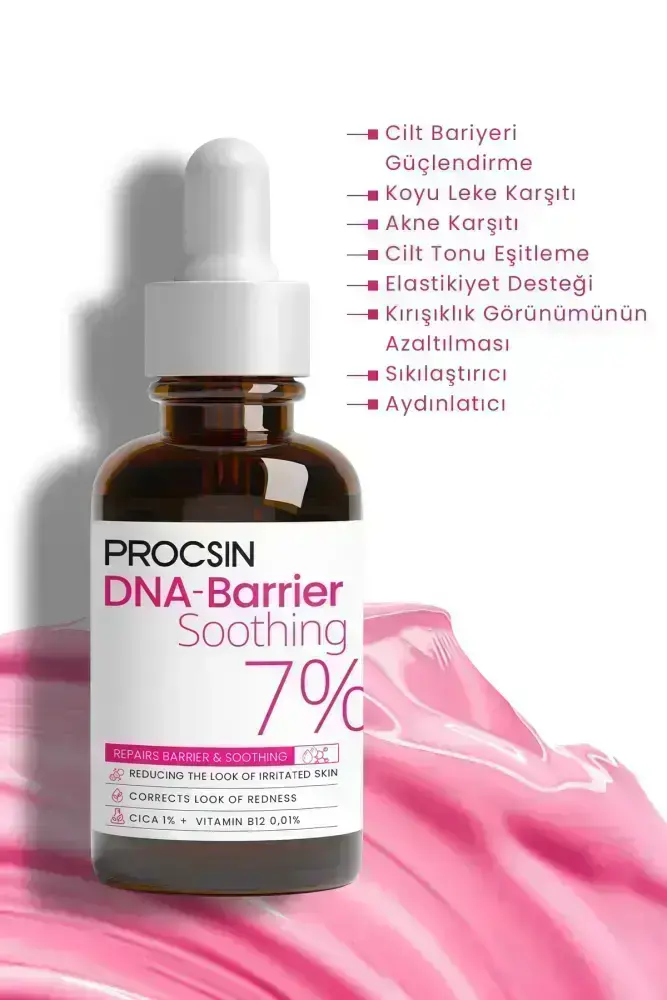 Cilt Bariyeri
Güçlendirme
Koyu Leke Karşıtı
Akne Karşıtı
Cilt Tonu Eşitleme
Elastikiyet Desteği
Kırışıklık Görünümünün
Azaltılması
Sıkılaştırıcı
Aydınlatıcı
PROCSIN
DNA-Barrier
Soothing
7%
REPAIRS BARRIER & SOOTHING
REDUCING THE LOOK OF IRRITATED SKIN
CORRECTS LOOK OF REDNESS
CICA 1% + VITAMIN B12 0,01%